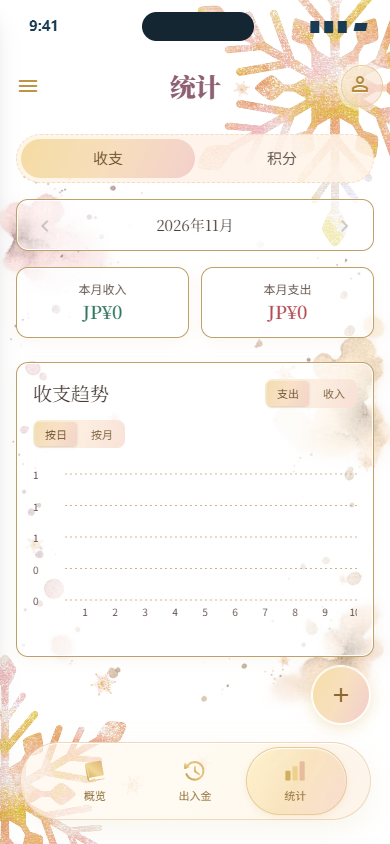 9:41
统计
收支 积分
2026年11月
本月收入 本月支出
JP¥0 JP¥0
收支趋势 支出 收入
按日 按月
1
1
1
0
0
1 2 3 4 5 6 7 8 9 10
+
概览 出入金 统计